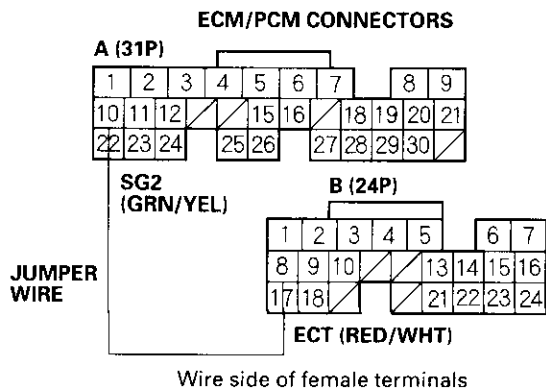 ECM/PCM CONNECTORS
A (31P)
1 2 3 4 5 6 7 8 9
10 11 12 15 16 18 19 20 21
22 23 24 25 26 27 28 29 30
SG2
(GRN/YEL)
B (24P)
1 2 3 4 5 6 7
8 9 10 13 14 15 16
17 18 21 22 23 24
JUMPER
WIRE
ECT (RED/WHT)
Wire side of female terminals